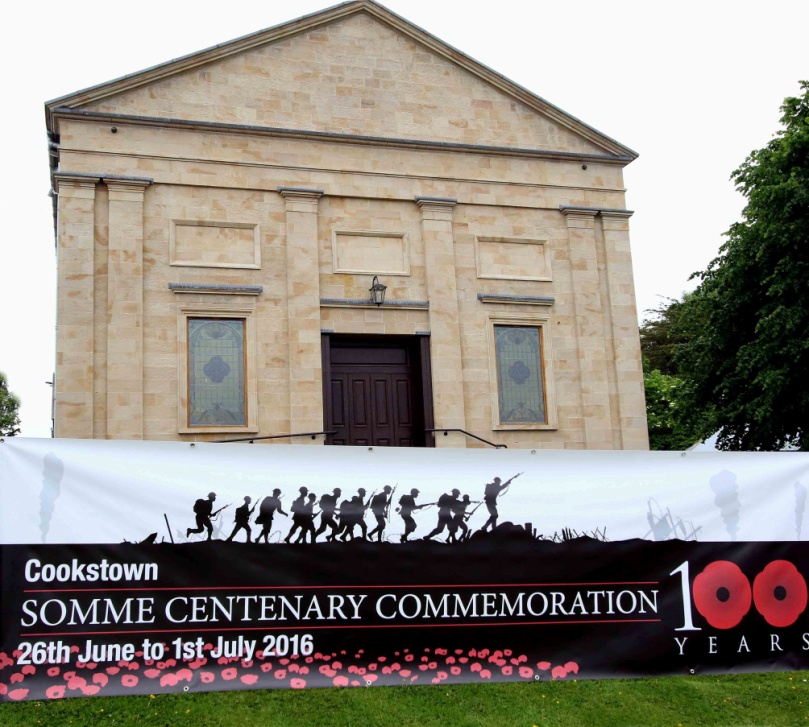 Cookstown
SOMME CENTENARY COMMEMORATION
26th June to 1st July 2016
100
YEARS